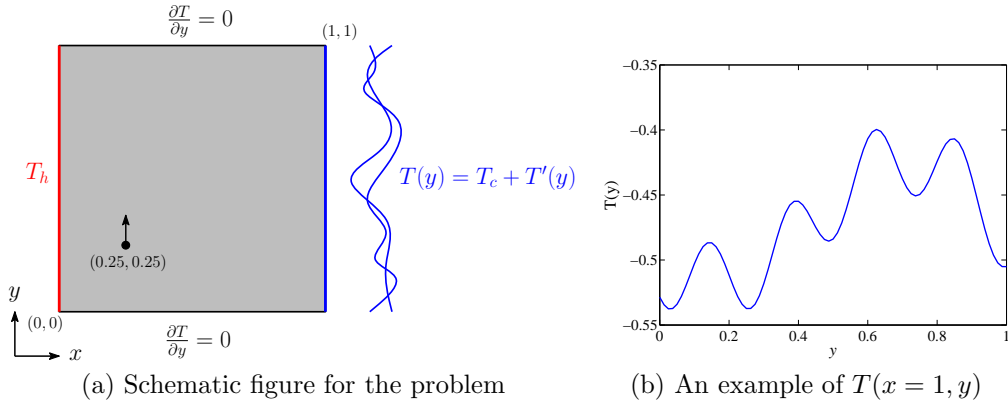 ∂T/∂y = 0
(1, 1)
T_h
T(y) = T_c + T′(y)
(0.25, 0.25)
y
(0, 0)
x
∂T/∂y = 0
(a) Schematic figure for the problem
−0.35
−0.4
−0.45
−0.5
−0.55
T(y)
0 0.2 0.4 0.6 0.8 1
y
(b) An example of T(x = 1, y)